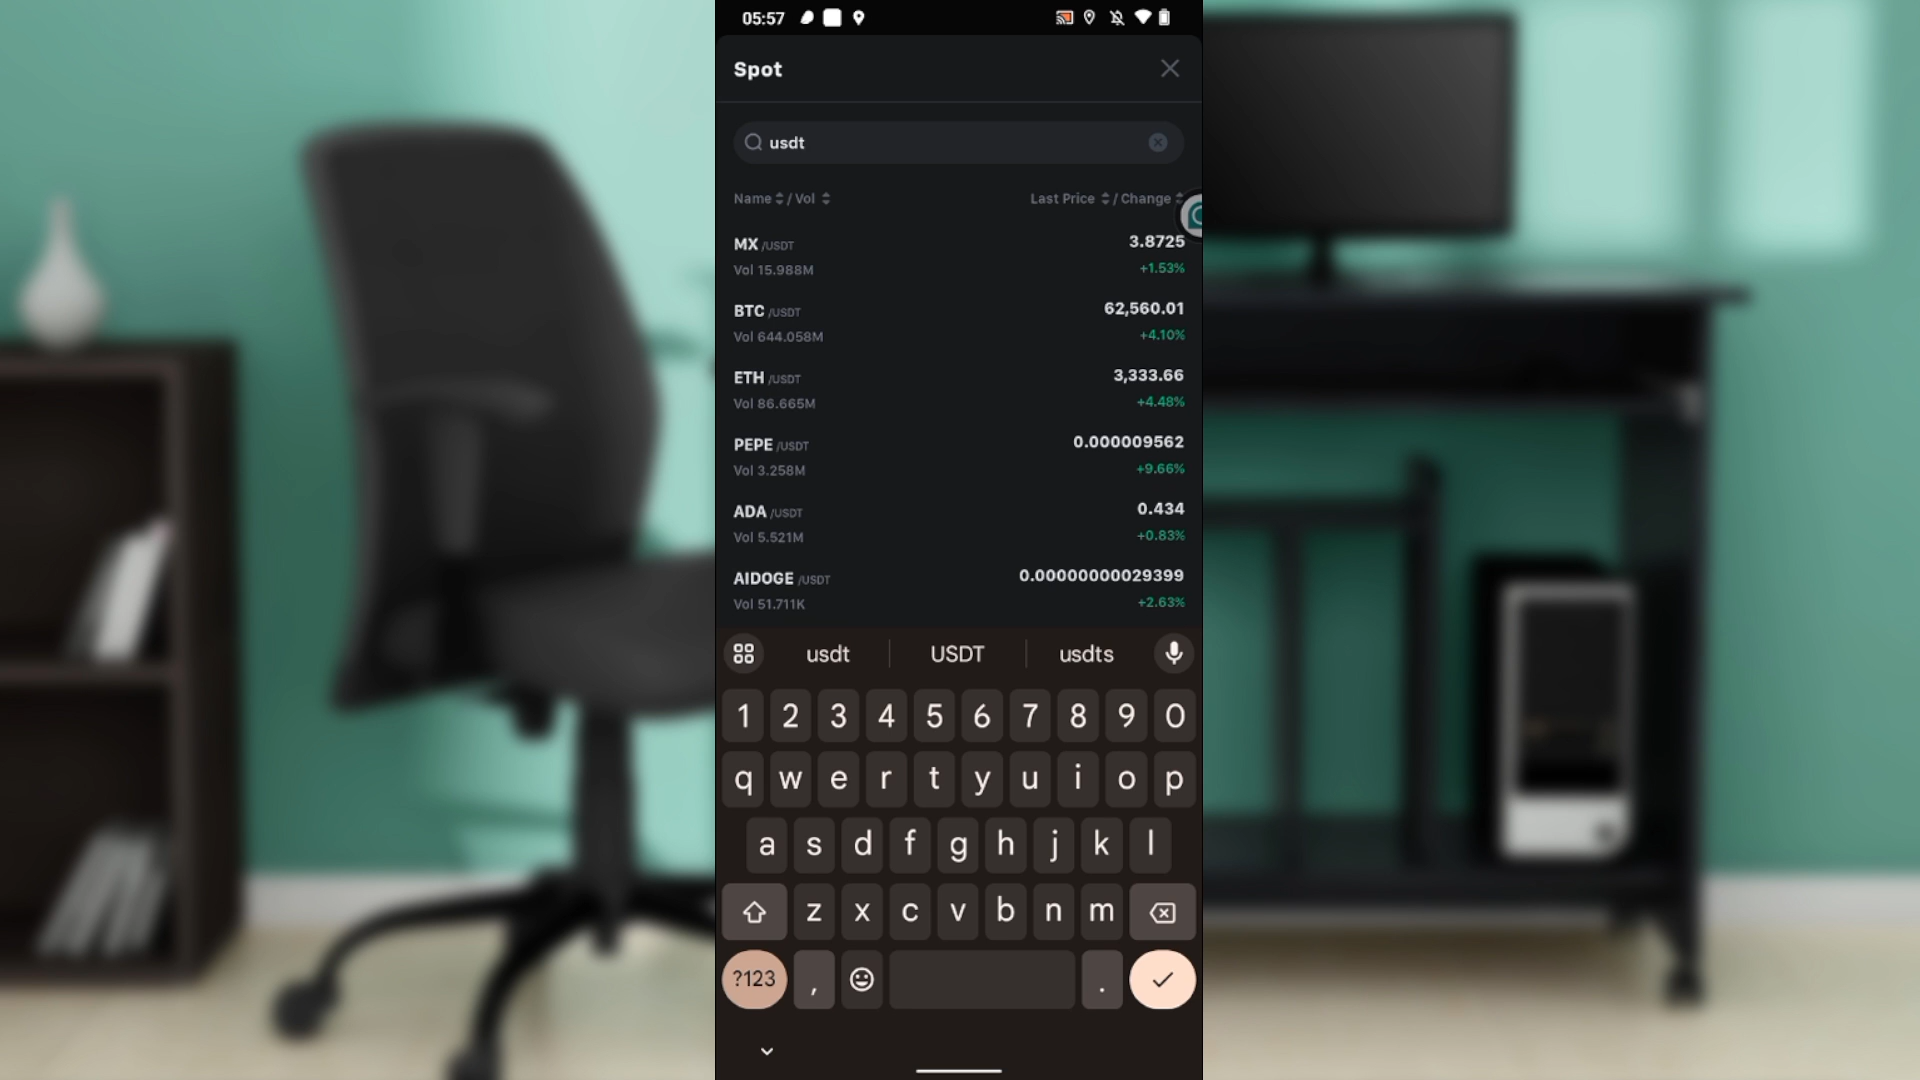 05:57
Spot
usdt
Name / Vol Last Price / Change
MX /USDT 3.8725
Vol 15.988M +1.53%
BTC /USDT 62,560.01
Vol 644.058M +4.10%
ETH /USDT 3,333.66
Vol 86.665M +4.48%
PEPE /USDT 0.000009562
Vol 3.258M +9.66%
ADA /USDT 0.434
Vol 5.521M +0.83%
AIDOGE /USDT 0.00000000029399
Vol 51.711K +2.63%
usdt USDT usdts
1 2 3 4 5 6 7 8 9 0
q w e r t y u i o p
a s d f g h j k l
z x c v b n m
?123 , .